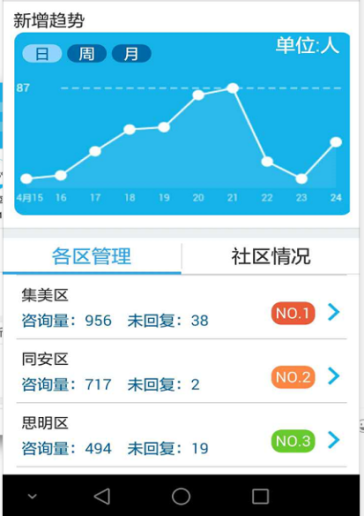 新增趋势
单位:人
日 周 月
87
4月15 16 17 18 19 20 21 22 23 24
各区管理 社区情况
集美区
咨询量：956 未回复：38 NO.1
同安区
咨询量：717 未回复：2 NO.2
思明区
咨询量：494 未回复：19 NO.3